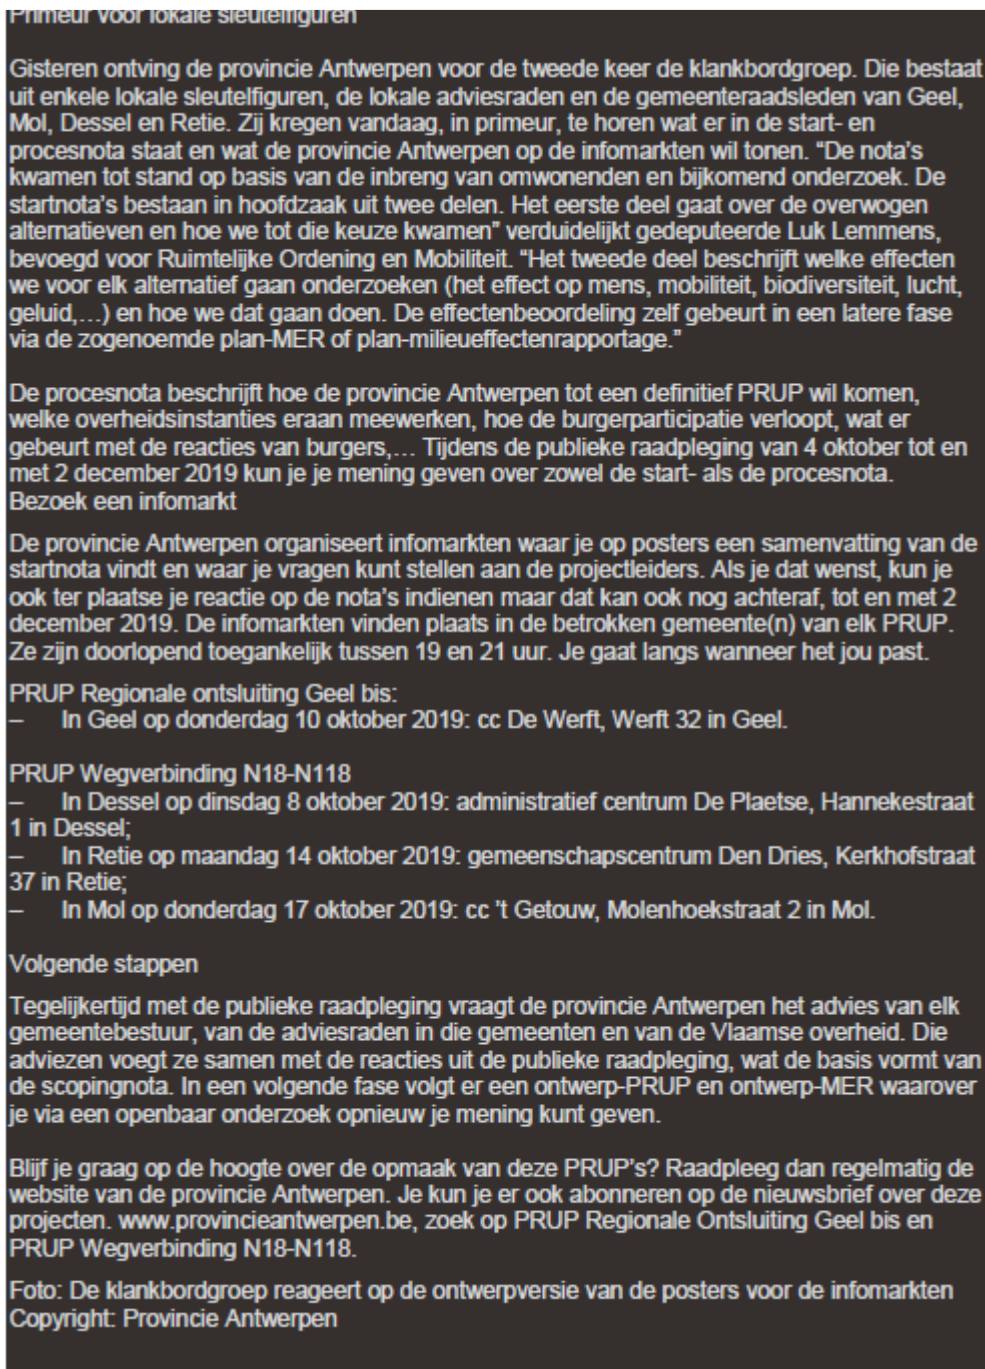 Primeur voor lokale sleutelfiguren
Gisteren ontving de provincie Antwerpen voor de tweede keer de klankbordgroep. Die bestaat
uit enkele lokale sleutelfiguren, de lokale adviesraden en de gemeenteraadsleden van Geel,
Mol, Dessel en Retie. Zij kregen vandaag, in primeur, te horen wat er in de start- en
procesnota staat en wat de provincie Antwerpen op de infomarkten wil tonen. “De nota’s
kwamen tot stand op basis van de inbreng van omwonenden en bijkomend onderzoek. De
startnota’s bestaan in hoofdzaak uit twee delen. Het eerste deel gaat over de overwogen
alternatieven en hoe we tot die keuze kwamen” verduidelijkt gedeputeerde Luk Lemmens,
bevoegd voor Ruimtelijke Ordening en Mobiliteit. “Het tweede deel beschrijft welke effecten
we voor elk alternatief gaan onderzoeken (het effect op mens, mobiliteit, biodiversiteit, lucht,
geluid,…) en hoe we dat gaan doen. De effectenbeoordeling zelf gebeurt in een latere fase
via de zogenoemde plan-MER of plan-milieueffectenrapportage.”
De procesnota beschrijft hoe de provincie Antwerpen tot een definitief PRUP wil komen,
welke overheidsinstanties eraan meewerken, hoe de burgerparticipatie verloopt, wat er
gebeurt met de reacties van burgers,… Tijdens de publieke raadpleging van 4 oktober tot en
met 2 december 2019 kun je je mening geven over zowel de start- als de procesnota.
Bezoek een infomarkt
De provincie Antwerpen organiseert infomarkten waar je op posters een samenvatting van de
startnota vindt en waar je vragen kunt stellen aan de projectleiders. Als je dat wenst, kun je
ook ter plaatse je reactie op de nota’s indienen maar dat kan ook nog achteraf, tot en met 2
december 2019. De infomarkten vinden plaats in de betrokken gemeente(n) van elk PRUP.
Ze zijn doorlopend toegankelijk tussen 19 en 21 uur. Je gaat langs wanneer het jou past.
PRUP Regionale ontsluiting Geel bis:
– In Geel op donderdag 10 oktober 2019: cc De Werft, Werft 32 in Geel.
PRUP Wegverbinding N18-N118
– In Dessel op dinsdag 8 oktober 2019: administratief centrum De Plaetse, Hannekestraat
1 in Dessel;
– In Retie op maandag 14 oktober 2019: gemeenschapscentrum Den Dries, Kerkhofstraat
37 in Retie;
– In Mol op donderdag 17 oktober 2019: cc ’t Getouw, Molenhoekstraat 2 in Mol.
Volgende stappen
Tegelijkertijd met de publieke raadpleging vraagt de provincie Antwerpen het advies van elk
gemeentebestuur, van de adviesraden in die gemeenten en van de Vlaamse overheid. Die
adviezen voegt ze samen met de reacties uit de publieke raadpleging, wat de basis vormt van
de scopingnota. In een volgende fase volgt er een ontwerp-PRUP en ontwerp-MER waarover
je via een openbaar onderzoek opnieuw je mening kunt geven.
Blijf je graag op de hoogte over de opmaak van deze PRUP’s? Raadpleeg dan regelmatig de
website van de provincie Antwerpen. Je kun je er ook abonneren op de nieuwsbrief over deze
projecten. www.provincieantwerpen.be, zoek op PRUP Regionale Ontsluiting Geel bis en
PRUP Wegverbinding N18-N118.
Foto: De klankbordgroep reageert op de ontwerpversie van de posters voor de infomarkten
Copyright: Provincie Antwerpen